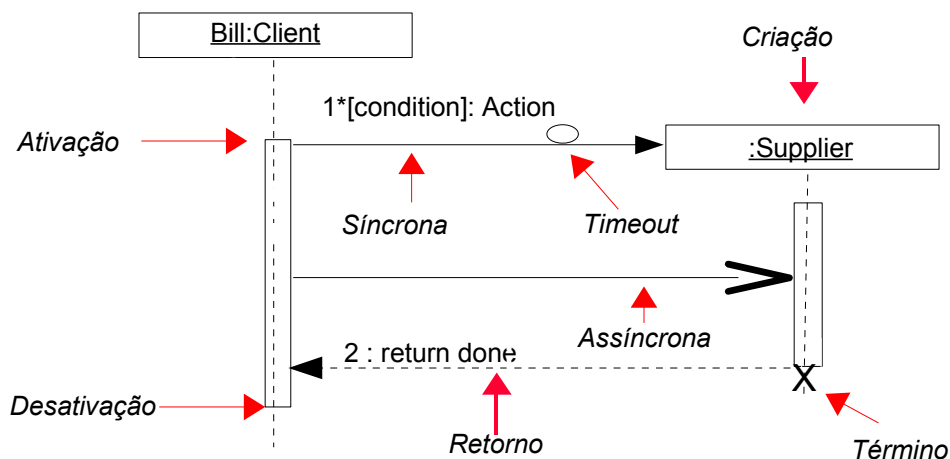 Bill:Client
Criação
1*[condition]: Action
Ativação
:Supplier
Síncrona
Timeout
Assíncrona
2 : return done
X
Desativação
Retorno
Término